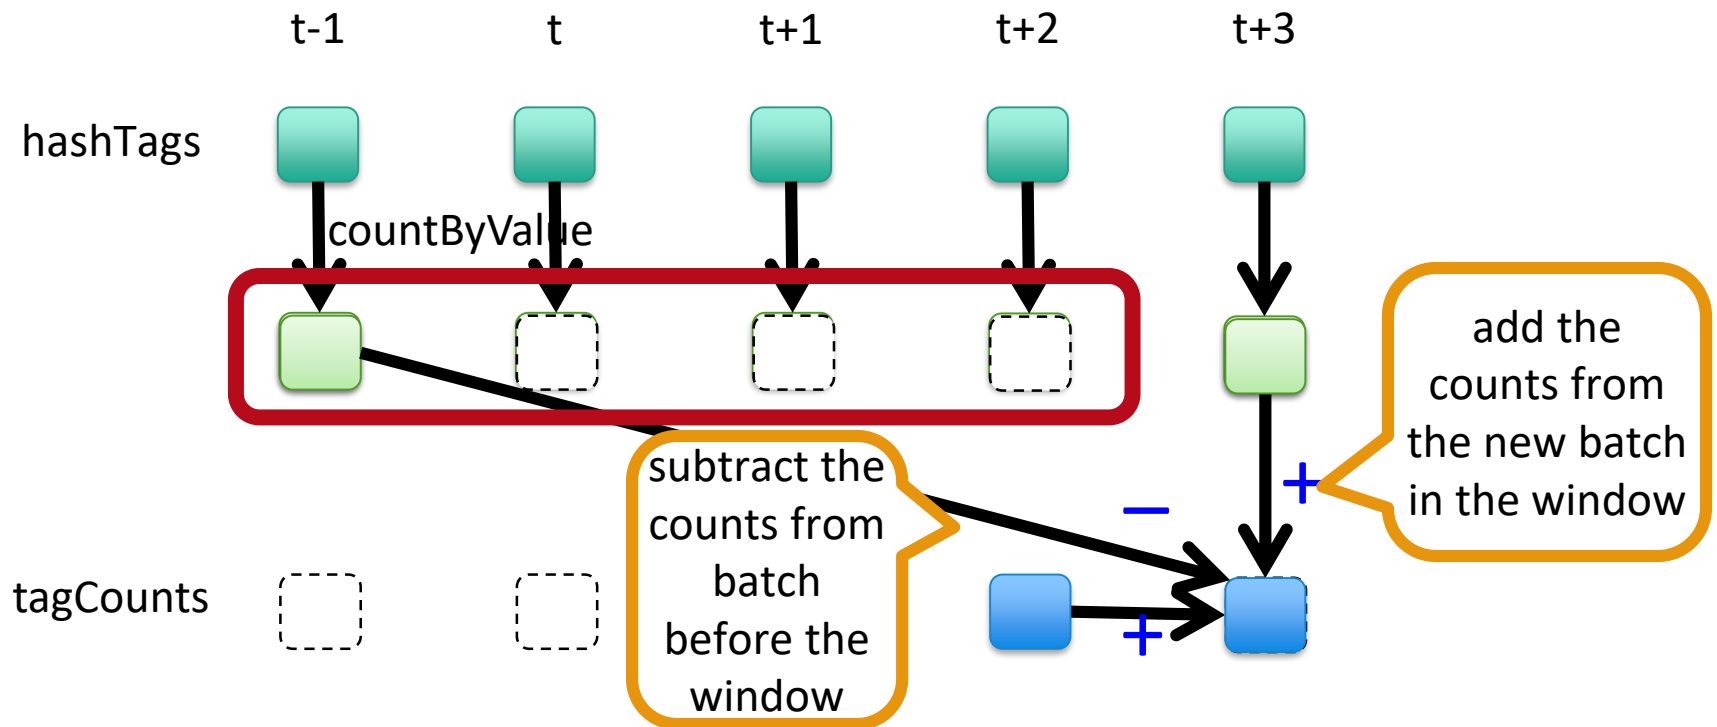 t-1 t t+1 t+2 t+3
hashTags
countByValue
add the
counts from
the new batch
in the window
+
−
subtract the
counts from
batch
before the
window
tagCounts
+